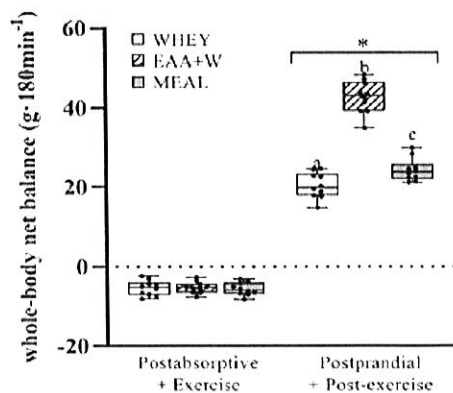 whole-body net balance (g·180min⁻¹)
60
40
20
0
-20
WHEY
EAA+W
MEAL
*
a
b
c
Postabsorptive
+ Exercise
Postprandial
+ Post-exercise